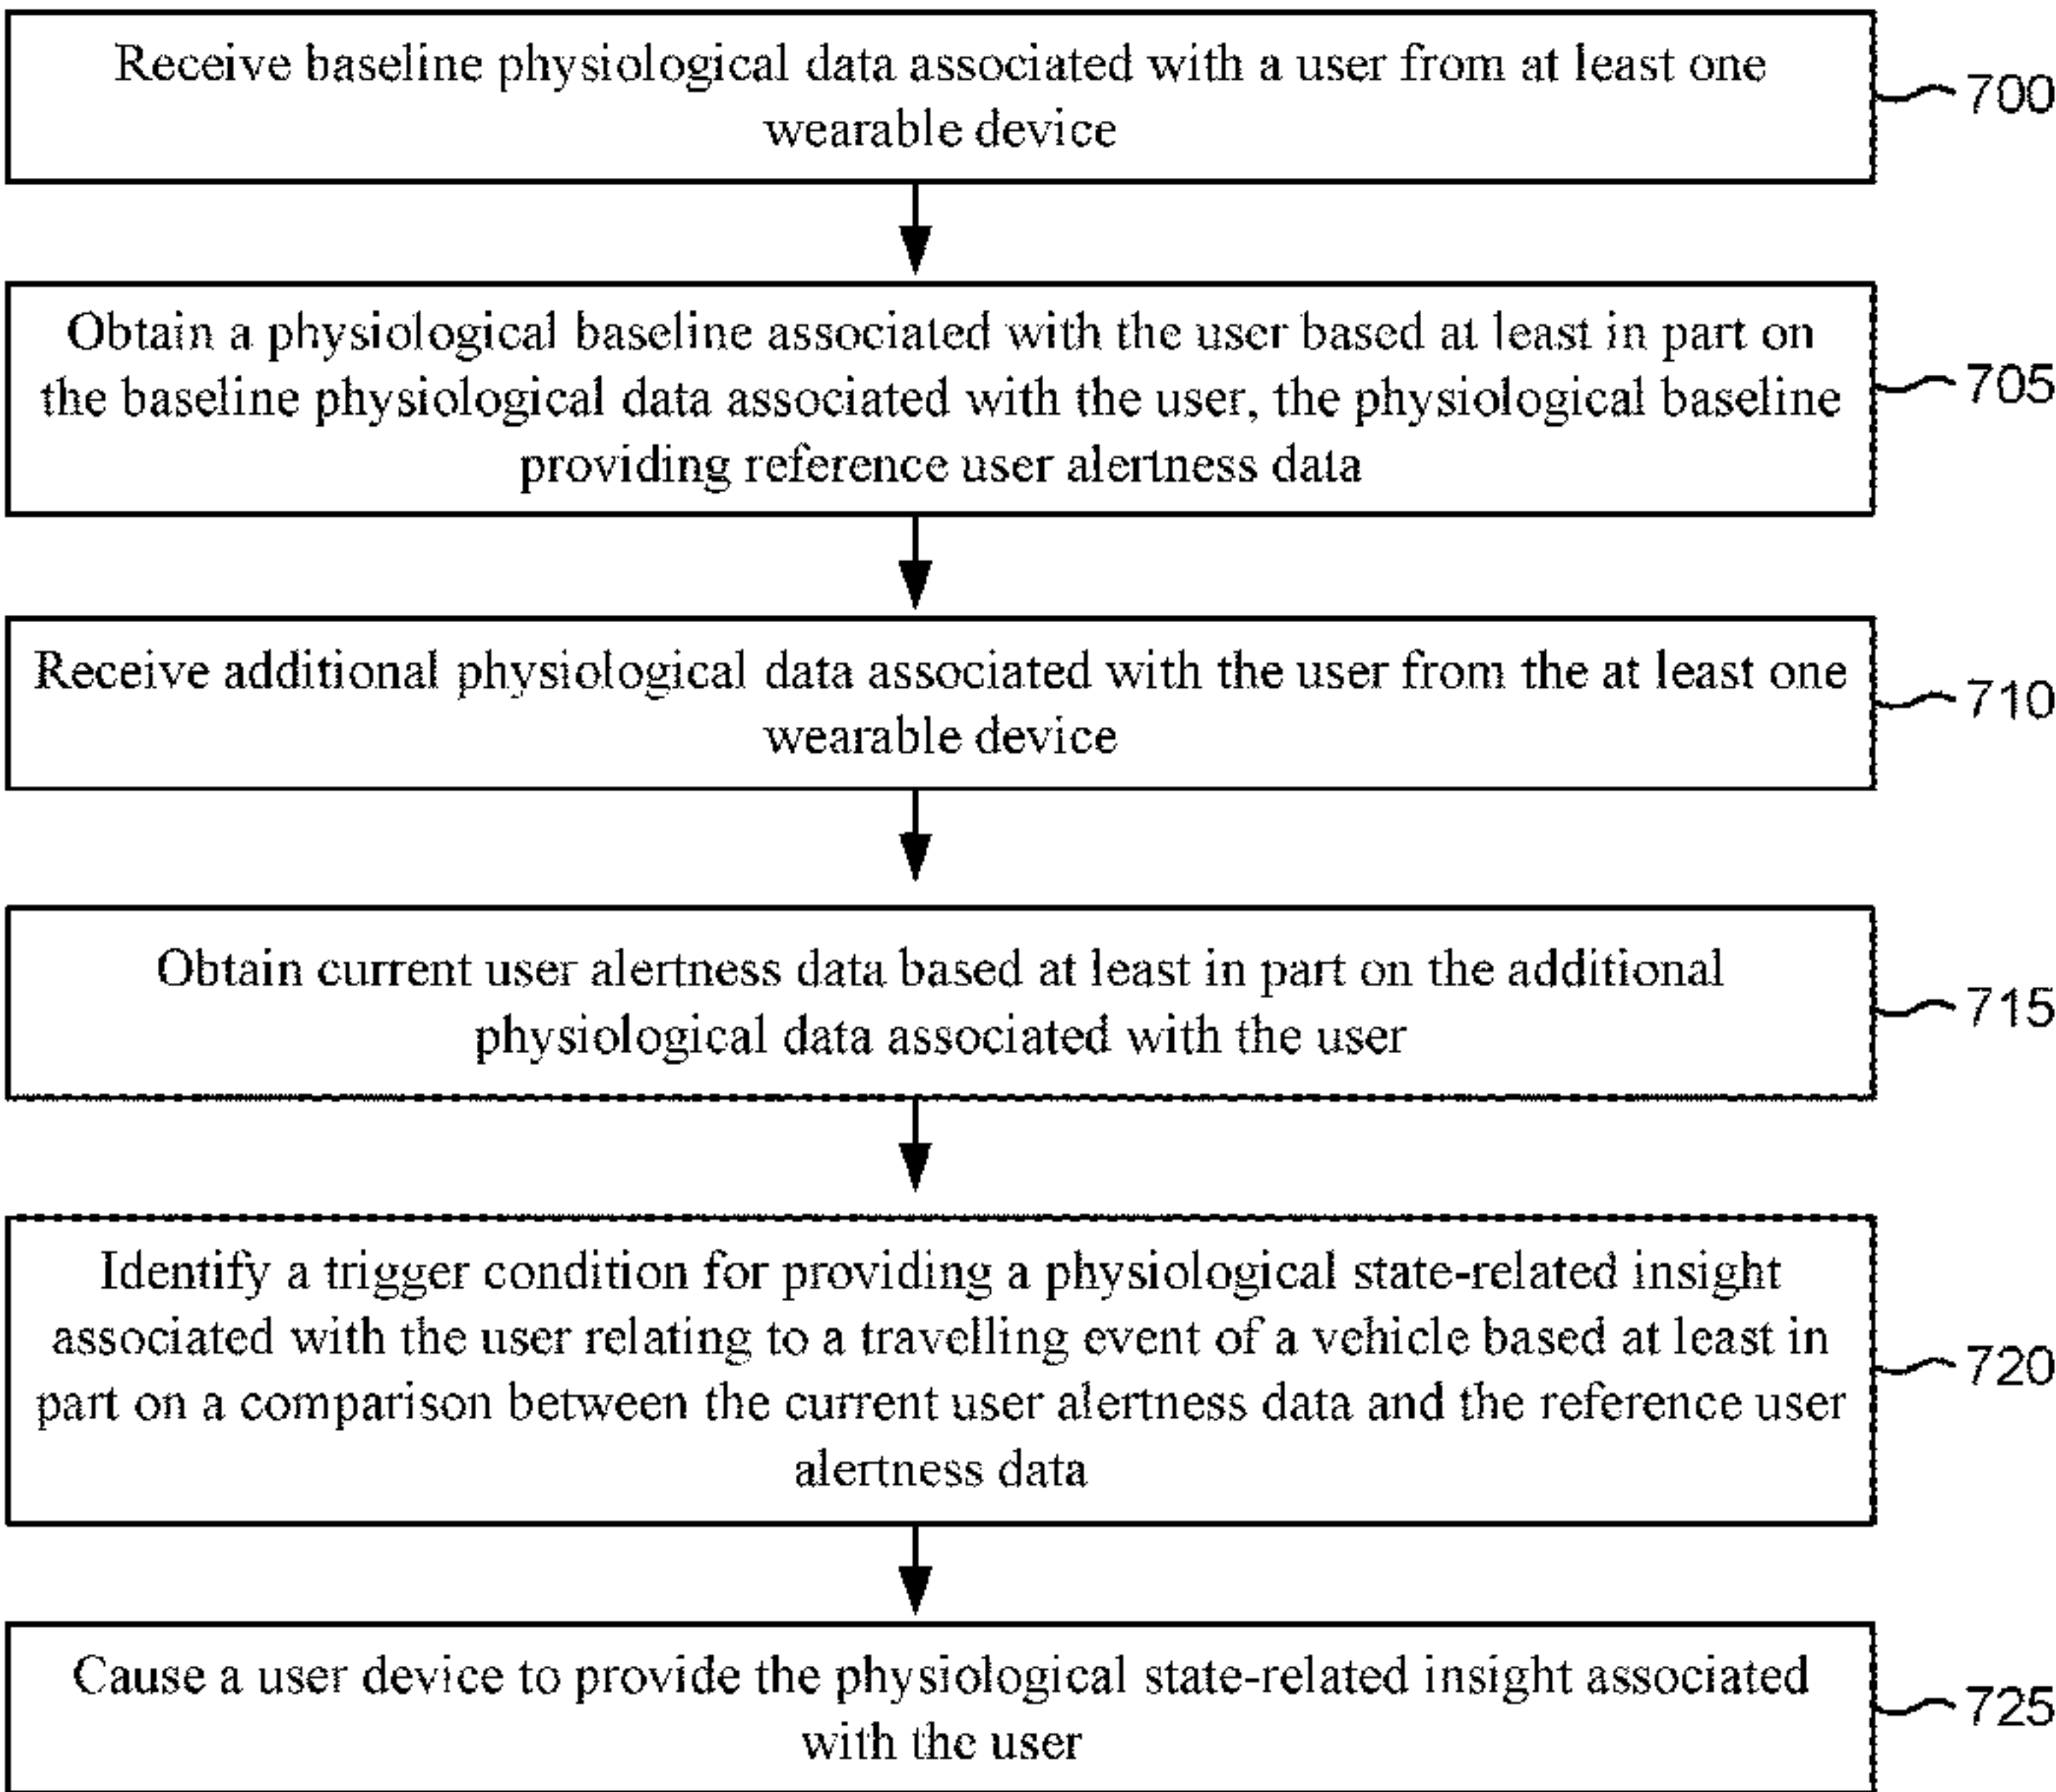 Receive baseline physiological data associated with a user from at least one
wearable device
700
Obtain a physiological baseline associated with the user based at least in part on
the baseline physiological data associated with the user, the physiological baseline
providing reference user alertness data
705
Receive additional physiological data associated with the user from the at least one
wearable device
710
Obtain current user alertness data based at least in part on the additional
physiological data associated with the user
715
Identify a trigger condition for providing a physiological state-related insight
associated with the user relating to a travelling event of a vehicle based at least in
part on a comparison between the current user alertness data and the reference user
alertness data
720
Cause a user device to provide the physiological state-related insight associated
with the user
725